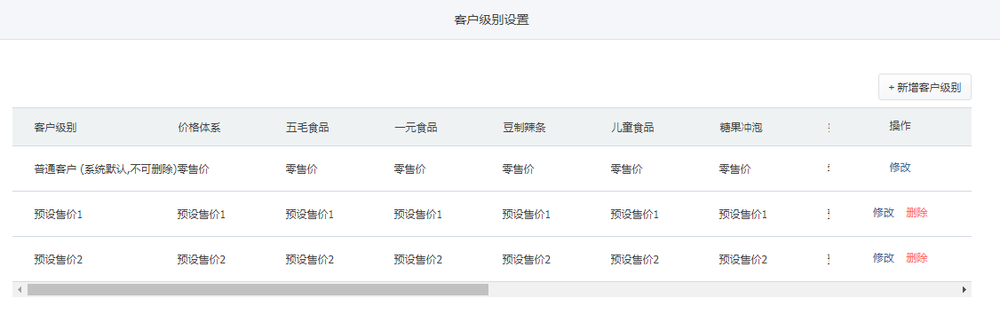 客户级别设置
+ 新增客户级别
客户级别 价格体系 五毛食品 一元食品 豆制辣条 儿童食品 糖果冲泡 操作
普通客户 (系统默认,不可删除)零售价 零售价 零售价 零售价 零售价 零售价 修改
预设售价1 预设售价1 预设售价1 预设售价1 预设售价1 预设售价1 预设售价1 修改 删除
预设售价2 预设售价2 预设售价2 预设售价2 预设售价2 预设售价2 预设售价2 修改 删除